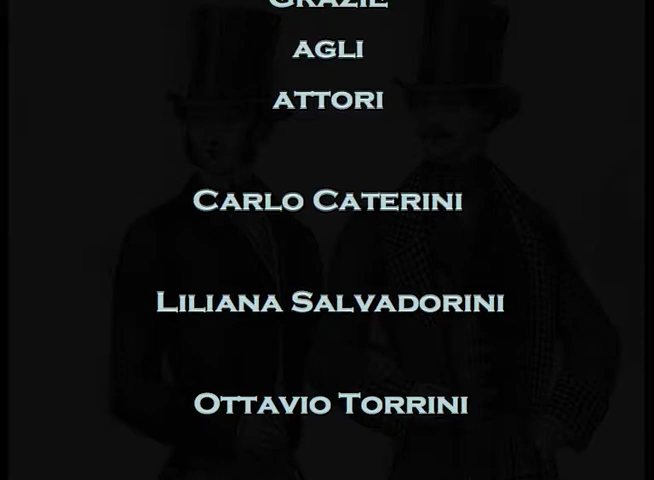 GRAZIE
AGLI
ATTORI
CARLO CATERINI
LILIANA SALVADORINI
OTTAVIO TORRINI